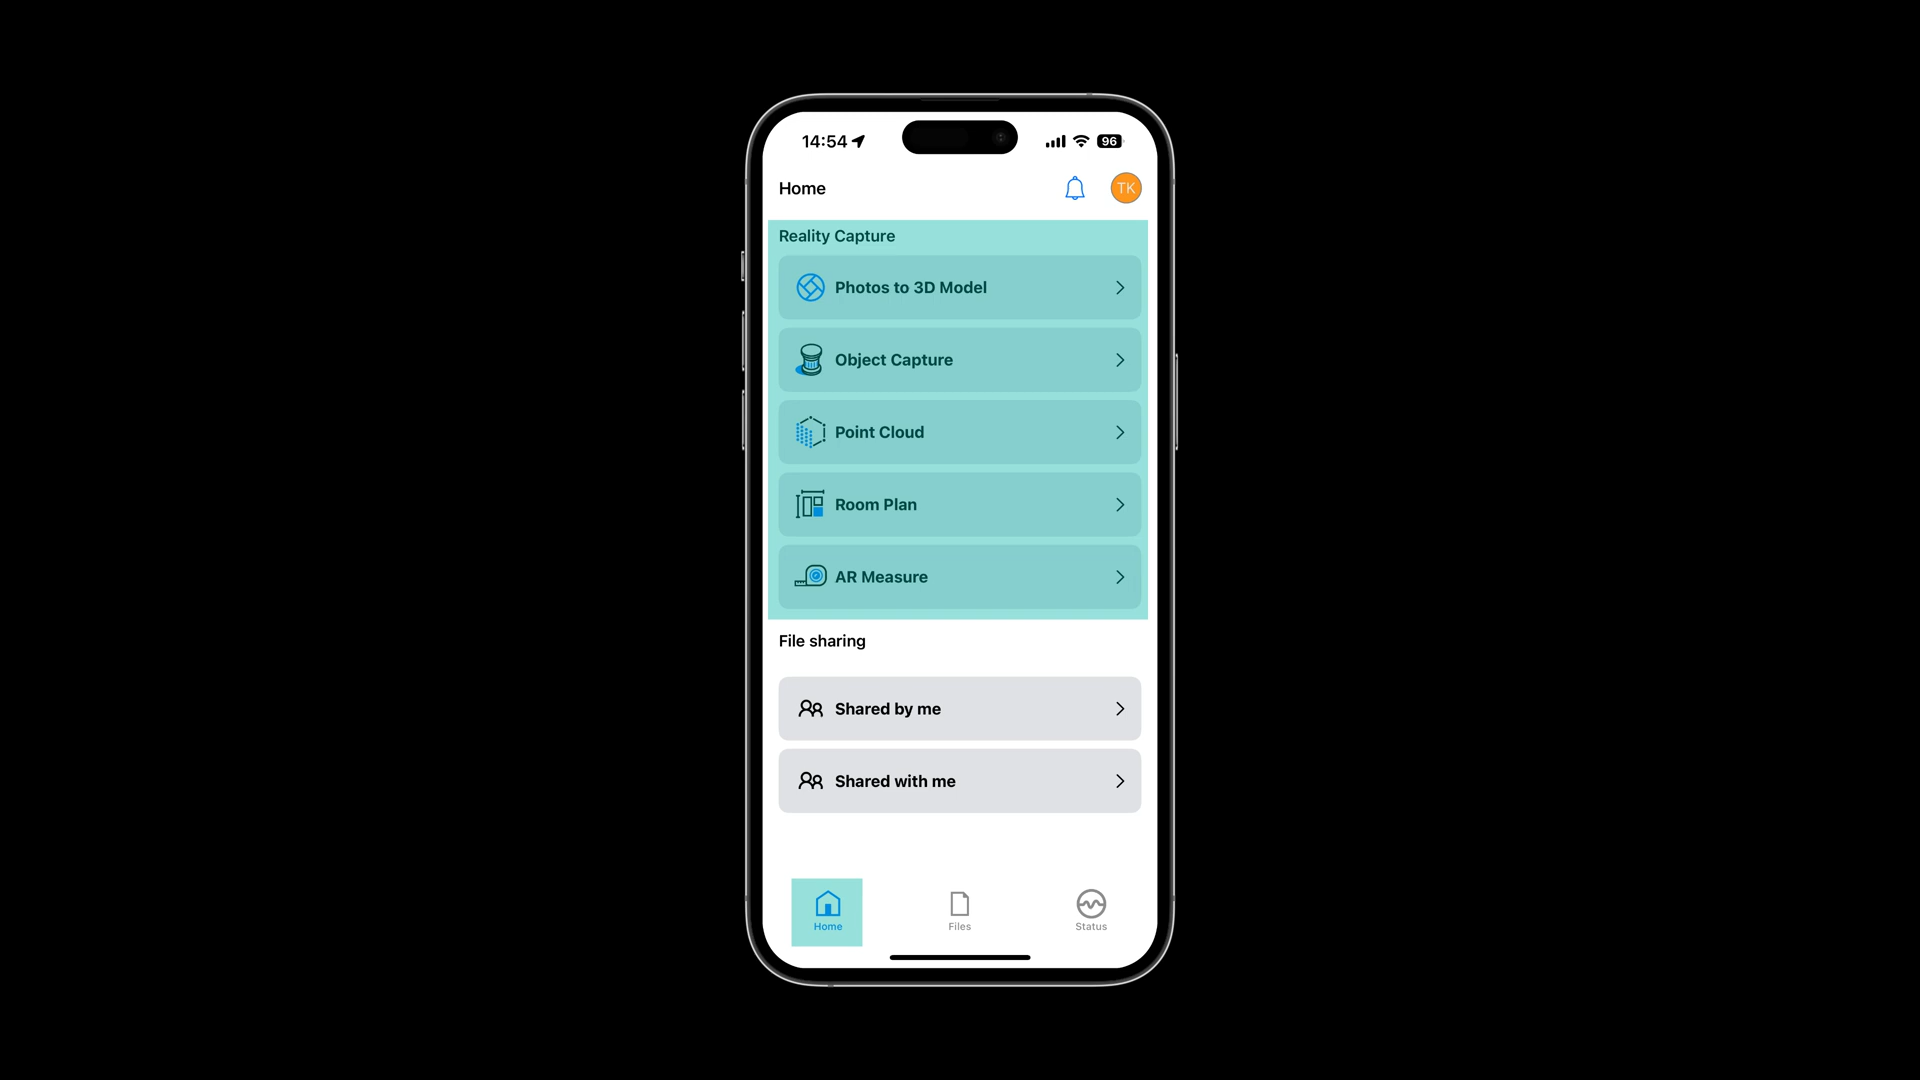 14:54
96
Home
TK
Reality Capture
Photos to 3D Model
Object Capture
Point Cloud
Room Plan
AR Measure
File sharing
Shared by me
Shared with me
Home
Files
Status